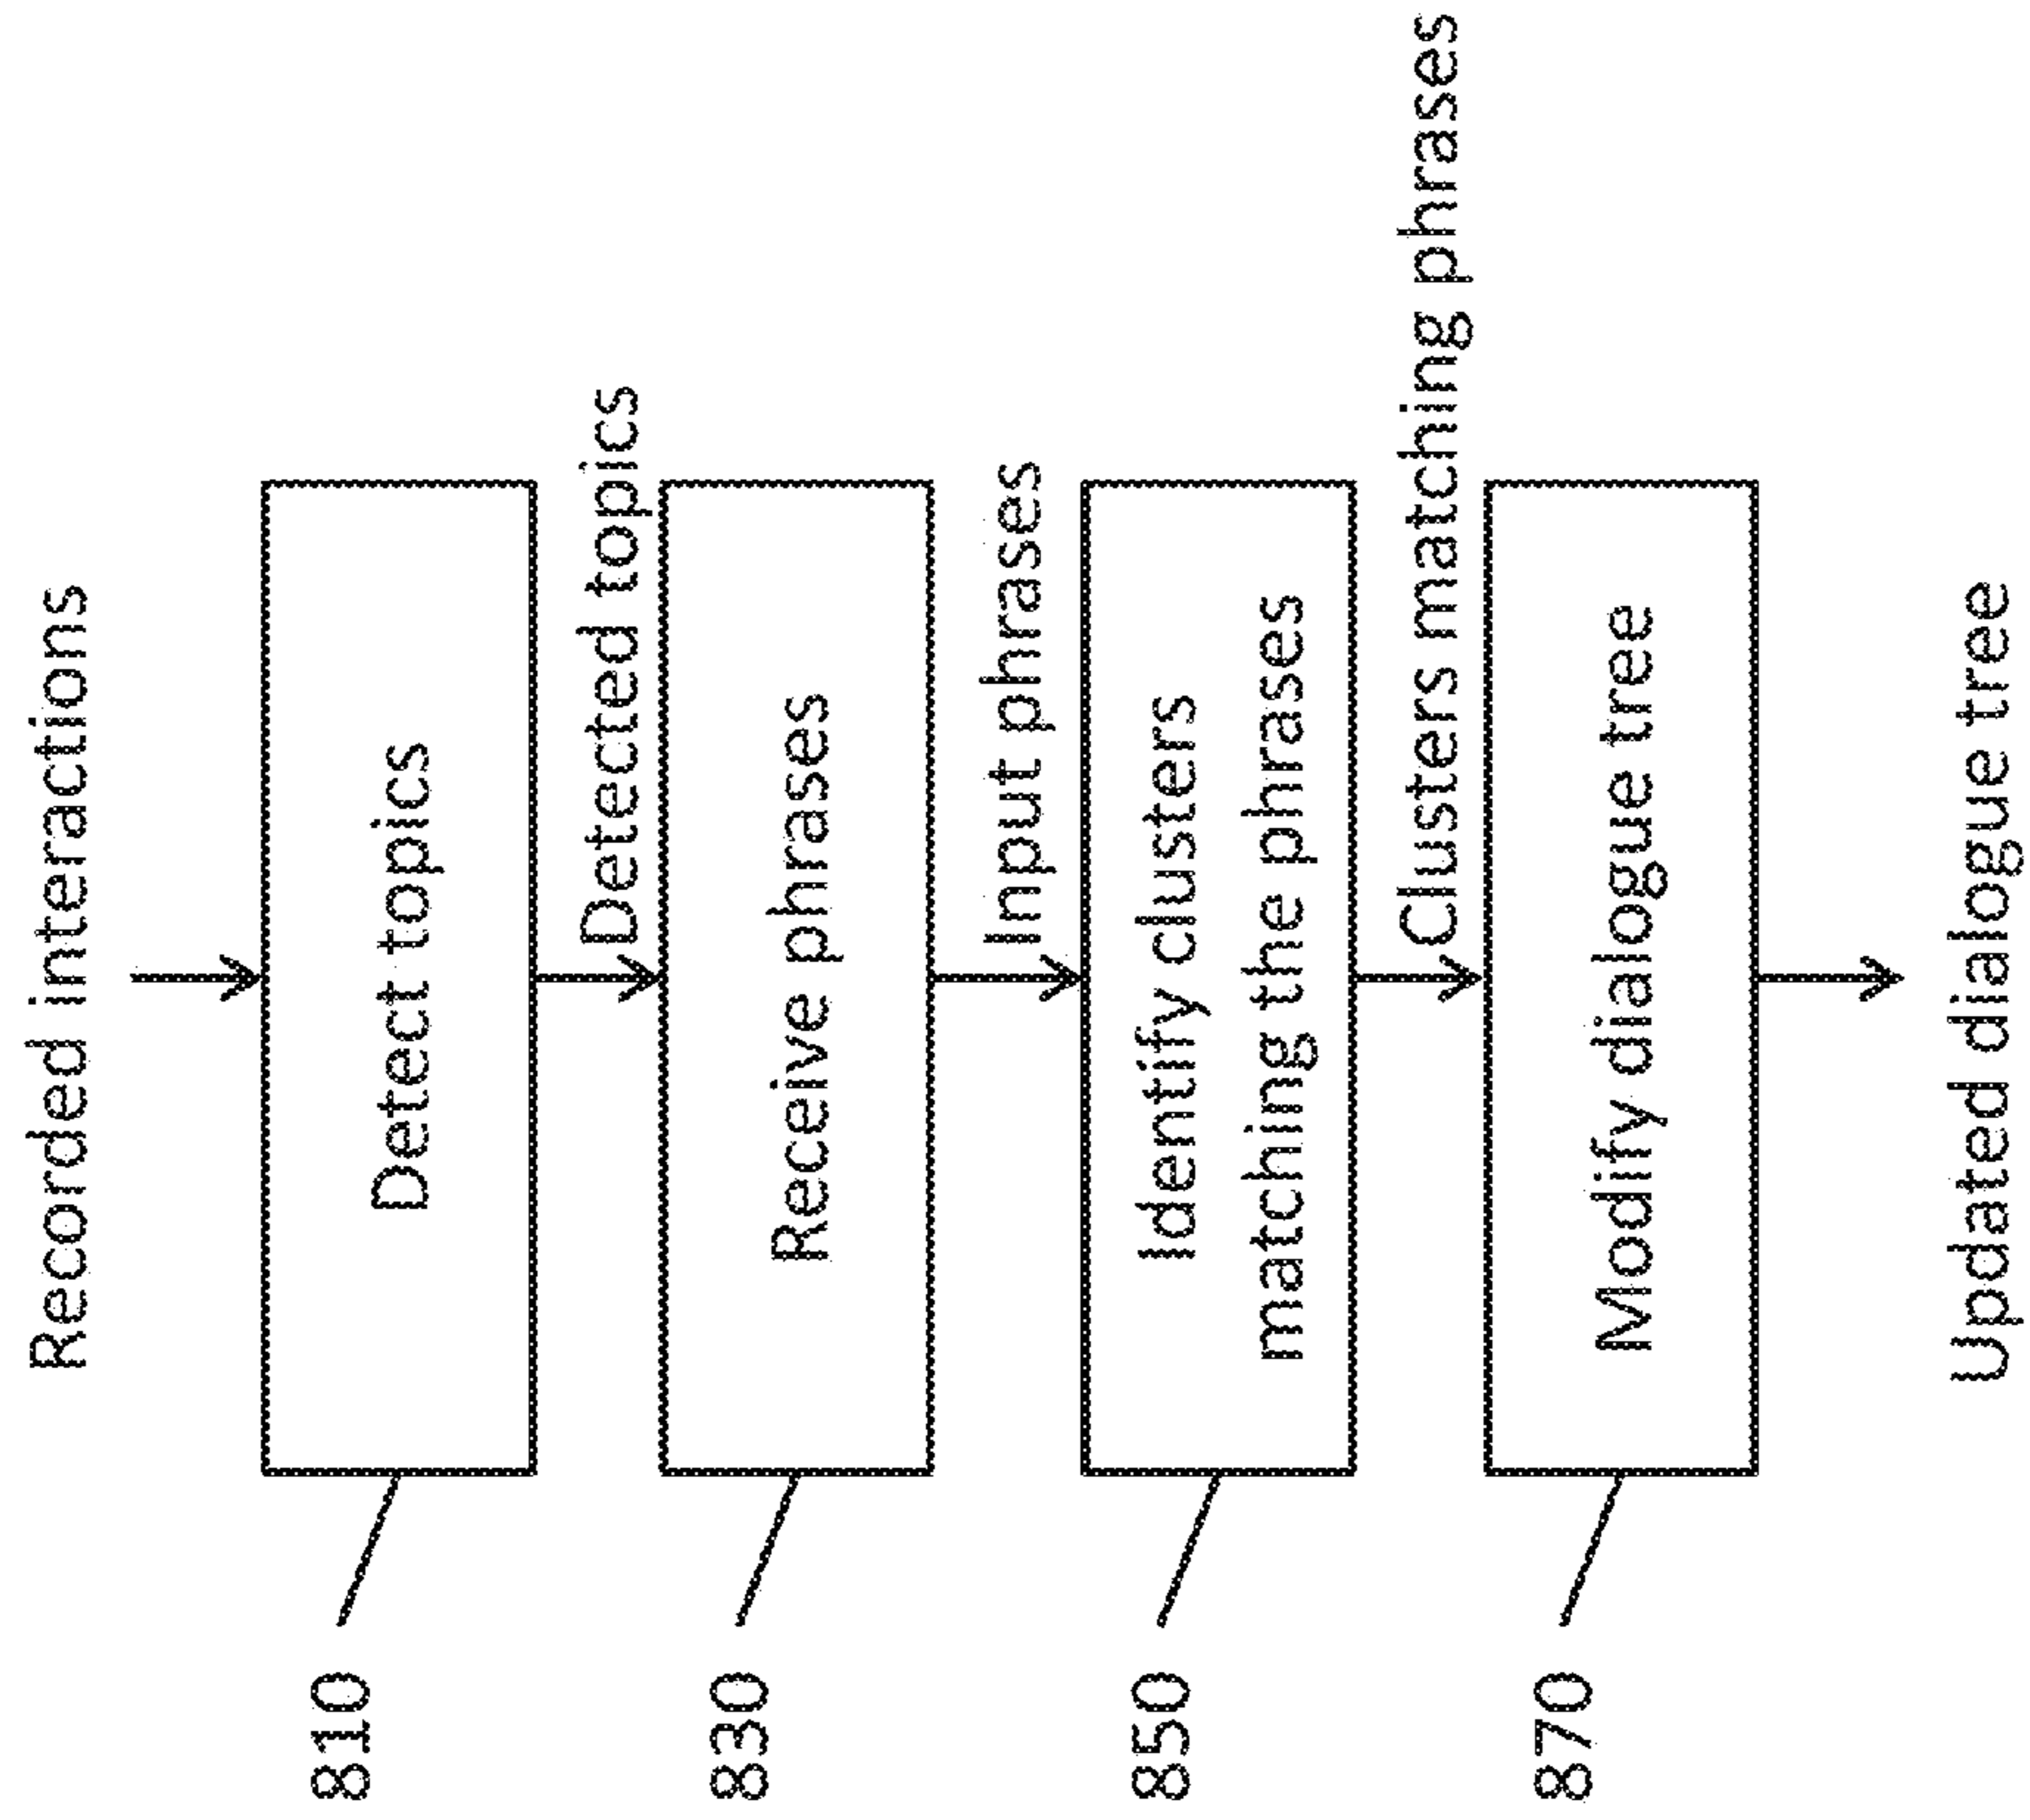 Recorded interactions
810
Detect topics
Detected topics
830
Receive phrases
Input phrases
850
Identify clusters
matching the phrases
Clusters matching phrases
870
Modify dialogue tree
Updated dialogue tree